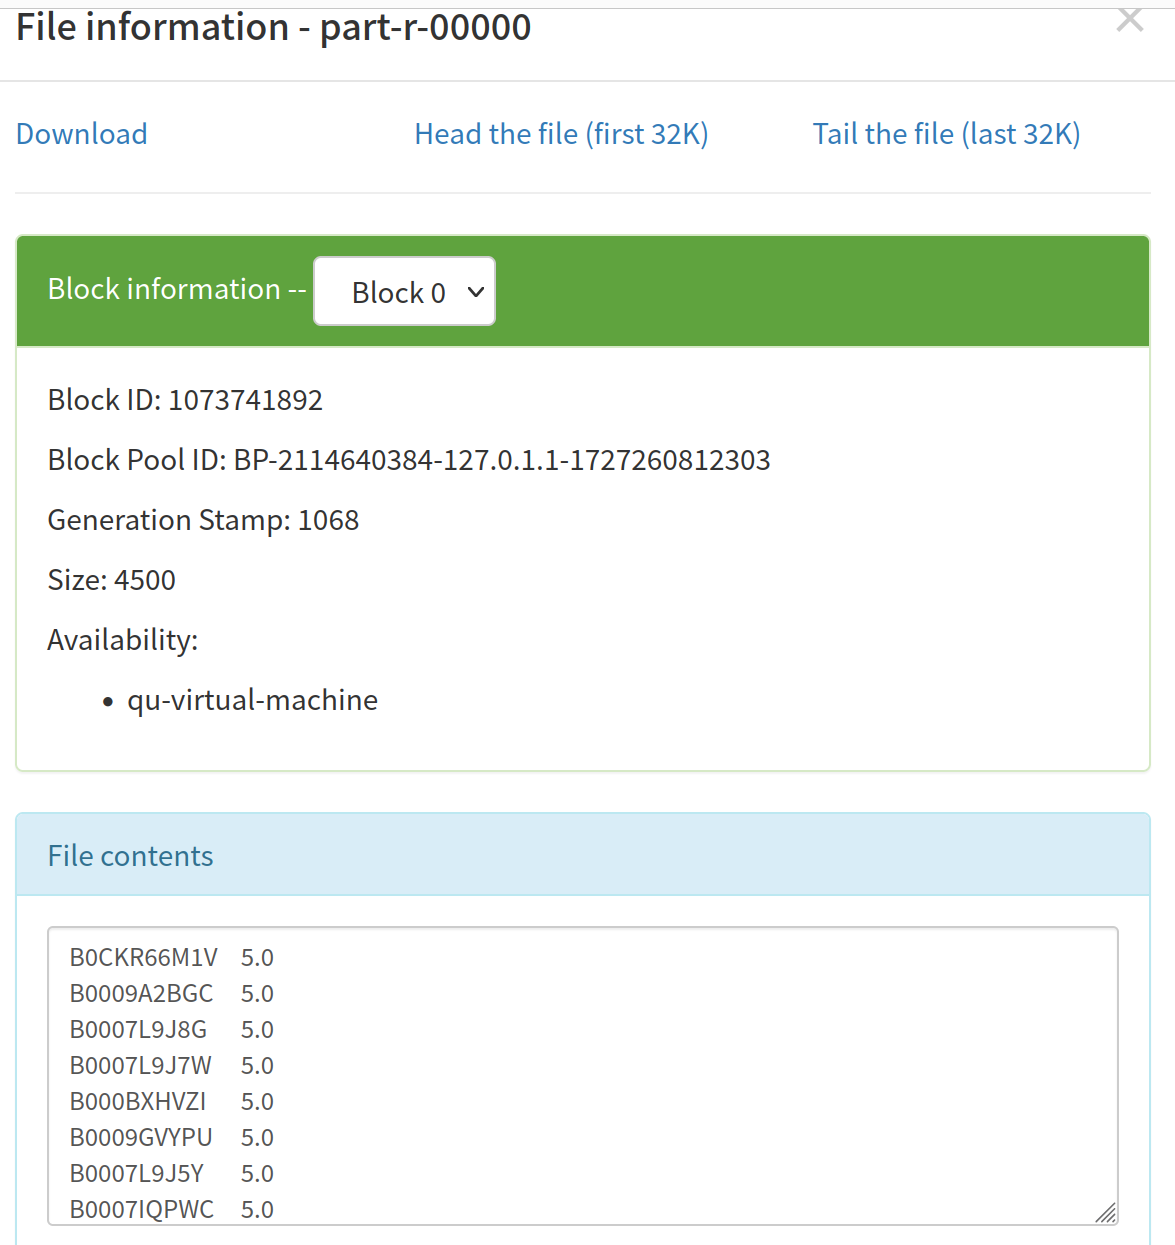 File information - part-r-00000
Download Head the file (first 32K) Tail the file (last 32K)
Block information -- Block 0
Block ID: 1073741892
Block Pool ID: BP-2114640384-127.0.1.1-1727260812303
Generation Stamp: 1068
Size: 4500
Availability:
qu-virtual-machine
File contents
B0CKR66M1V 5.0
B0009A2BGC 5.0
B0007L9J8G 5.0
B0007L9J7W 5.0
B000BXHVZI 5.0
B0009GVYPU 5.0
B0007L9J5Y 5.0
B0007IQPWC 5.0